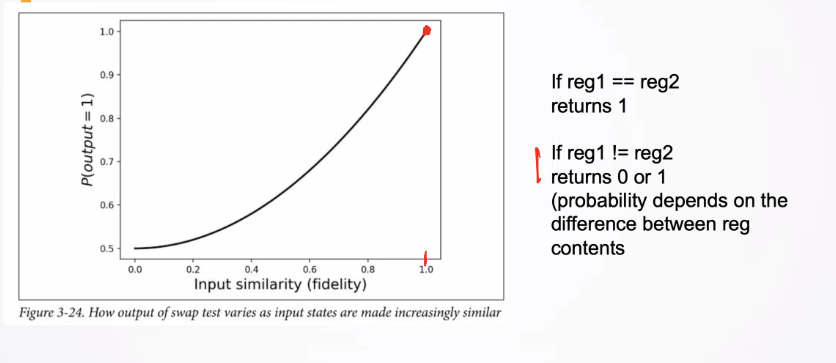 1.0
0.9
0.8
0.7
0.6
0.5
P(output = 1)
0.0 0.2 0.4 0.6 0.8 1.0
Input similarity (fidelity)
Figure 3-24. How output of swap test varies as input states are made increasingly similar
If reg1 == reg2
returns 1
If reg1 != reg2
returns 0 or 1
(probability depends on the
difference between reg
contents